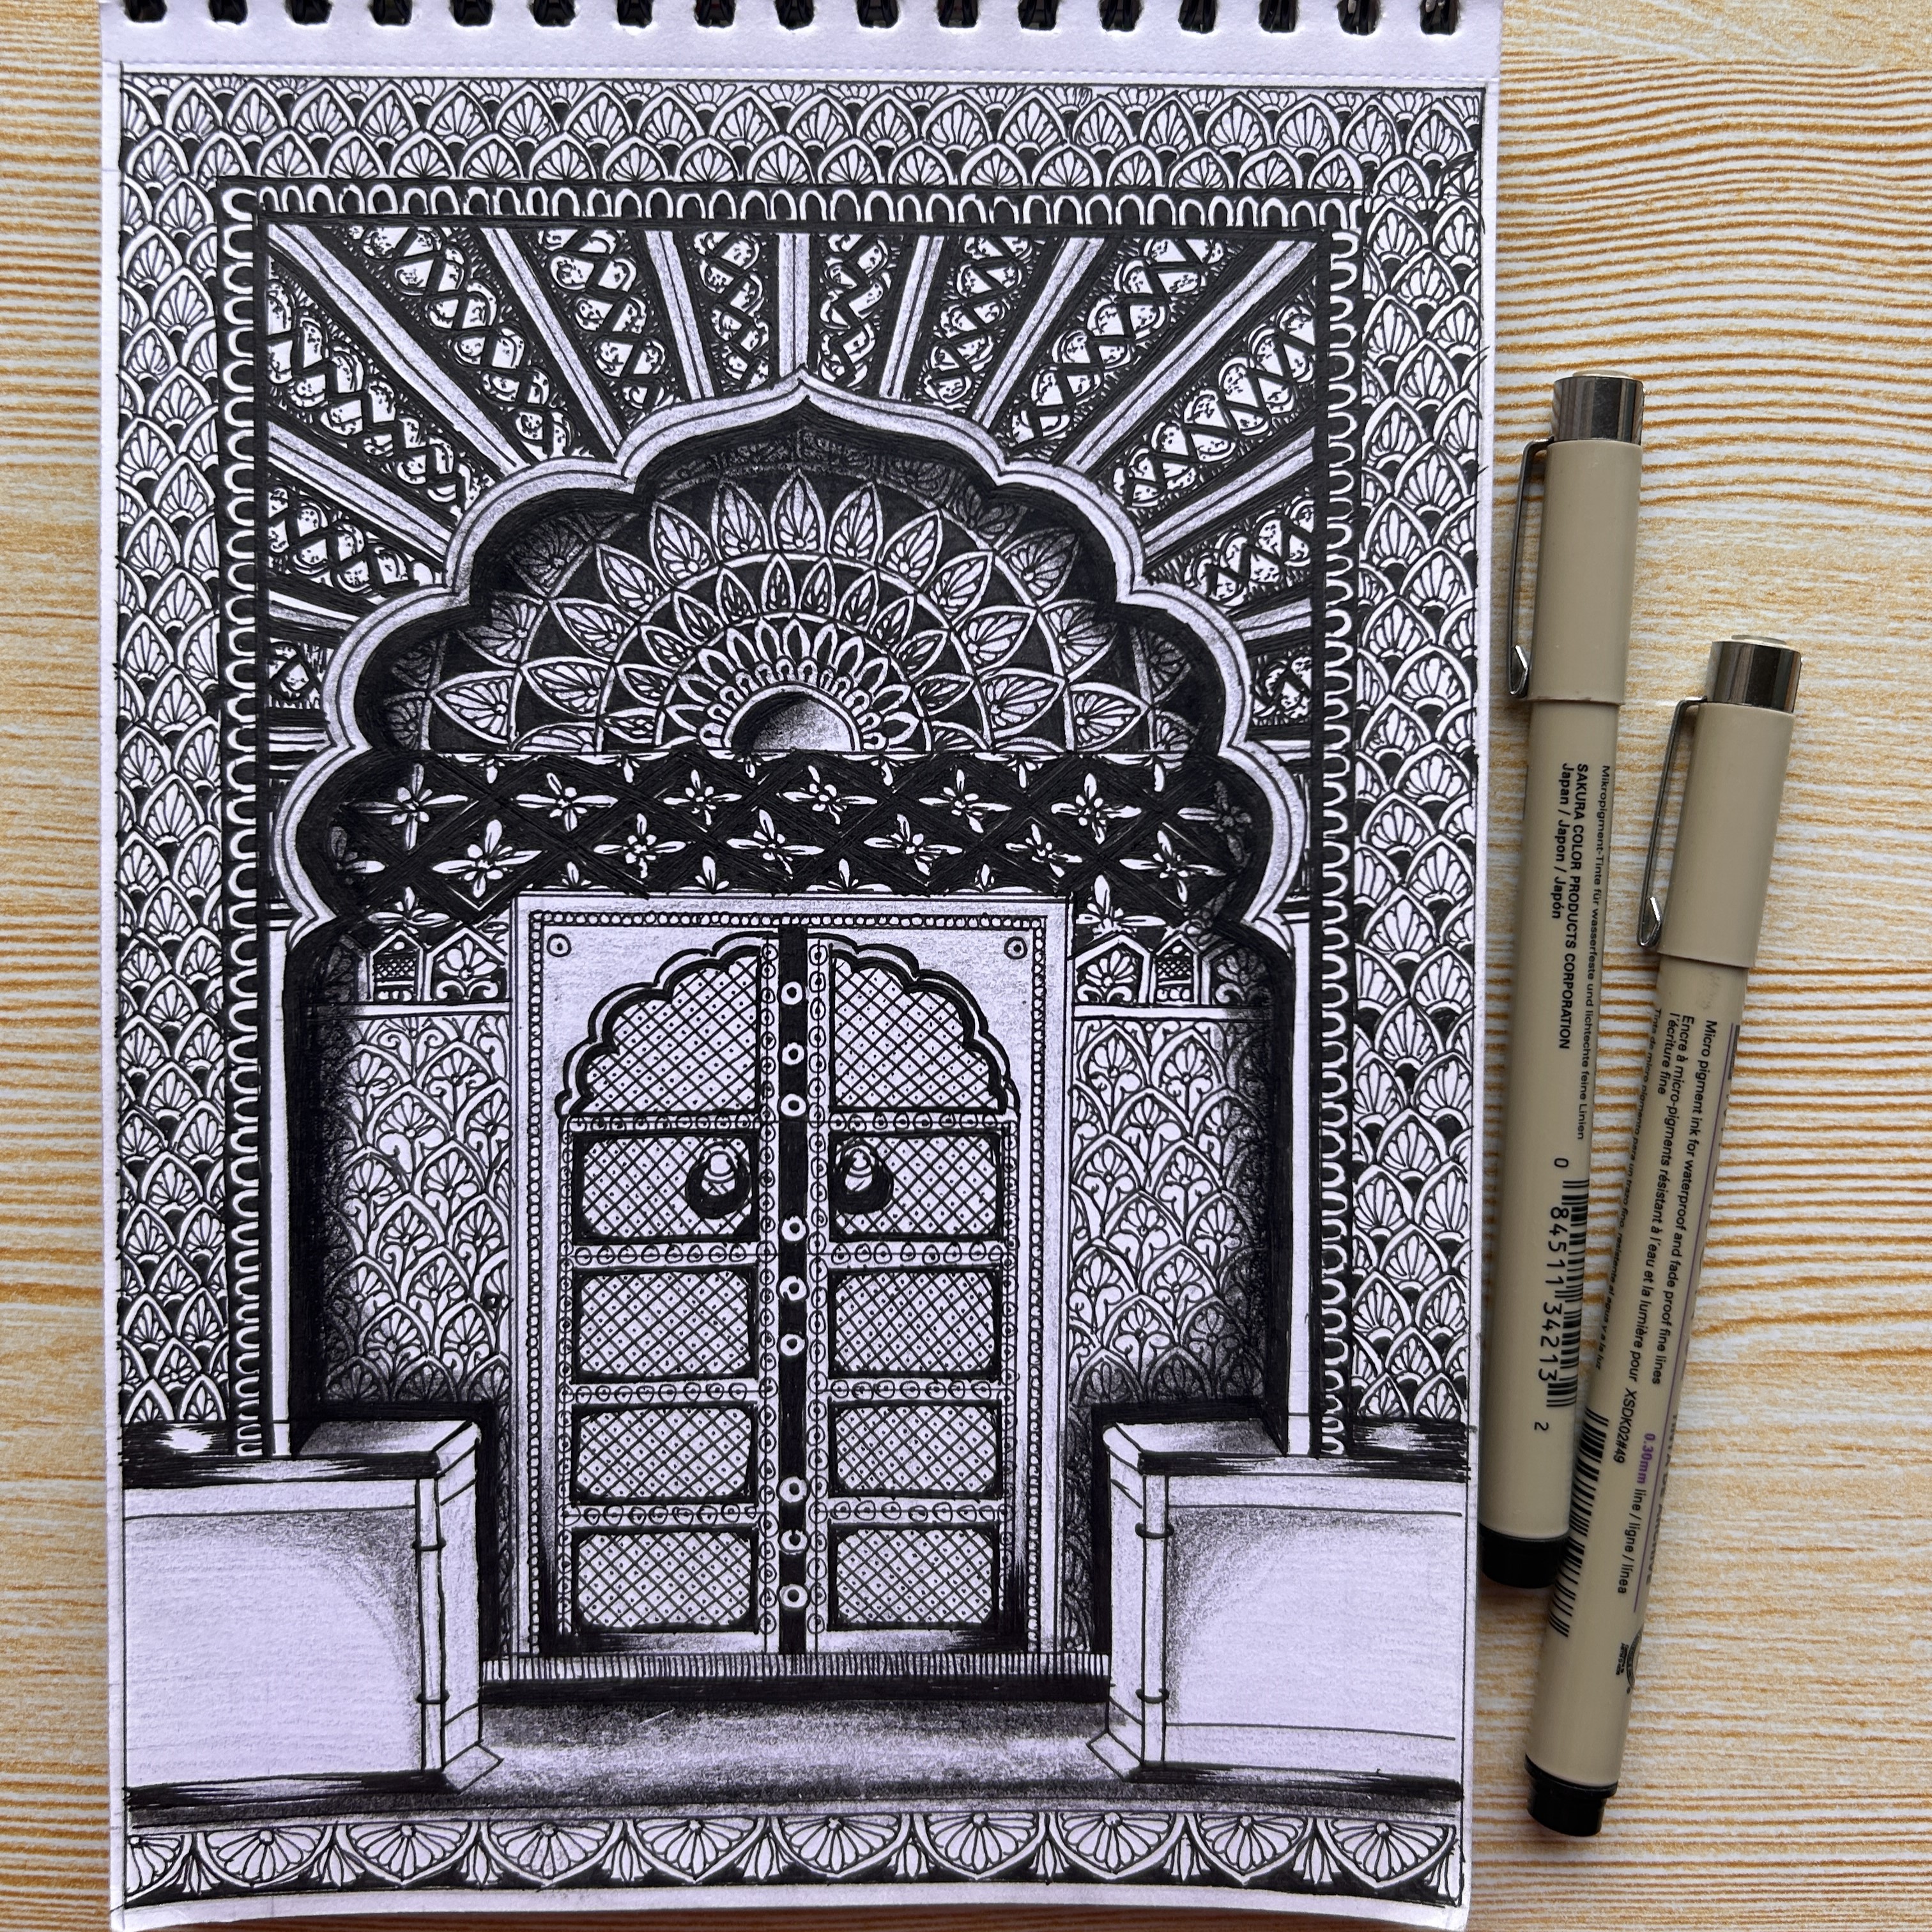 Mikropigment-Tinte für wasserfeste und lichtechte feine Linien
SAKURA COLOR PRODUCTS CORPORATION
Japan / Japon / Japón
0 84511 34213 2
Micro pigment ink for waterproof and fade proof fine lines
Encre à micro-pigments résistant à l'eau et la lumière pour
l'écriture fine
XSDK02#49
0.30mm line / ligne / línea